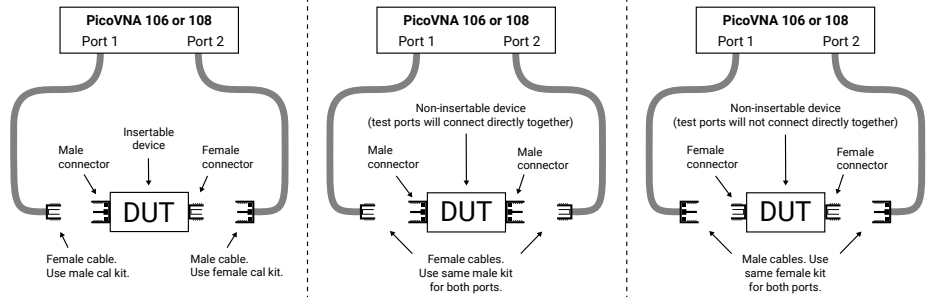 PicoVNA 106 or 108
Port 1 Port 2
Insertable
device
Male
connector
Female
connector
DUT
Female cable.
Use male cal kit.
Male cable.
Use female cal kit.
PicoVNA 106 or 108
Port 1 Port 2
Non-insertable device
(test ports will connect directly together)
Male
connector
Male
connector
DUT
Female cables.
Use same male kit
for both ports.
PicoVNA 106 or 108
Port 1 Port 2
Non-insertable device
(test ports will not connect directly together)
Female
connector
Female
connector
DUT
Male cables. Use
same female kit
for both ports.